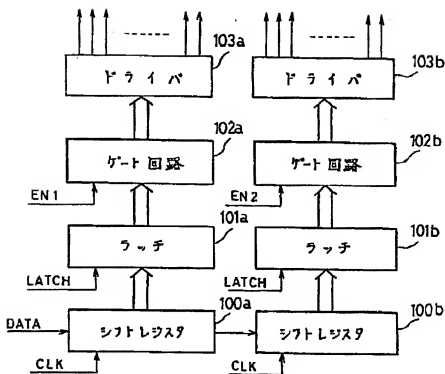 103a
103b
ドライバ
ドライバ
102a
102b
ゲート回路
ゲート回路
EN1
EN2
101a
101b
ラッチ
ラッチ
LATCH
LATCH
100a
100b
DATA
シフトレジスタ
シフトレジスタ
CLK
CLK